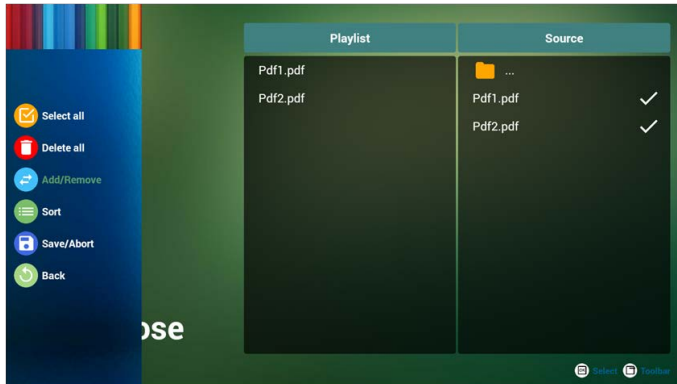 Playlist
Source
Pdf1.pdf
Pdf2.pdf
...
Pdf1.pdf
Pdf2.pdf
Select all
Delete all
Add/Remove
Sort
Save/Abort
Back
ose
Select
Toolbar